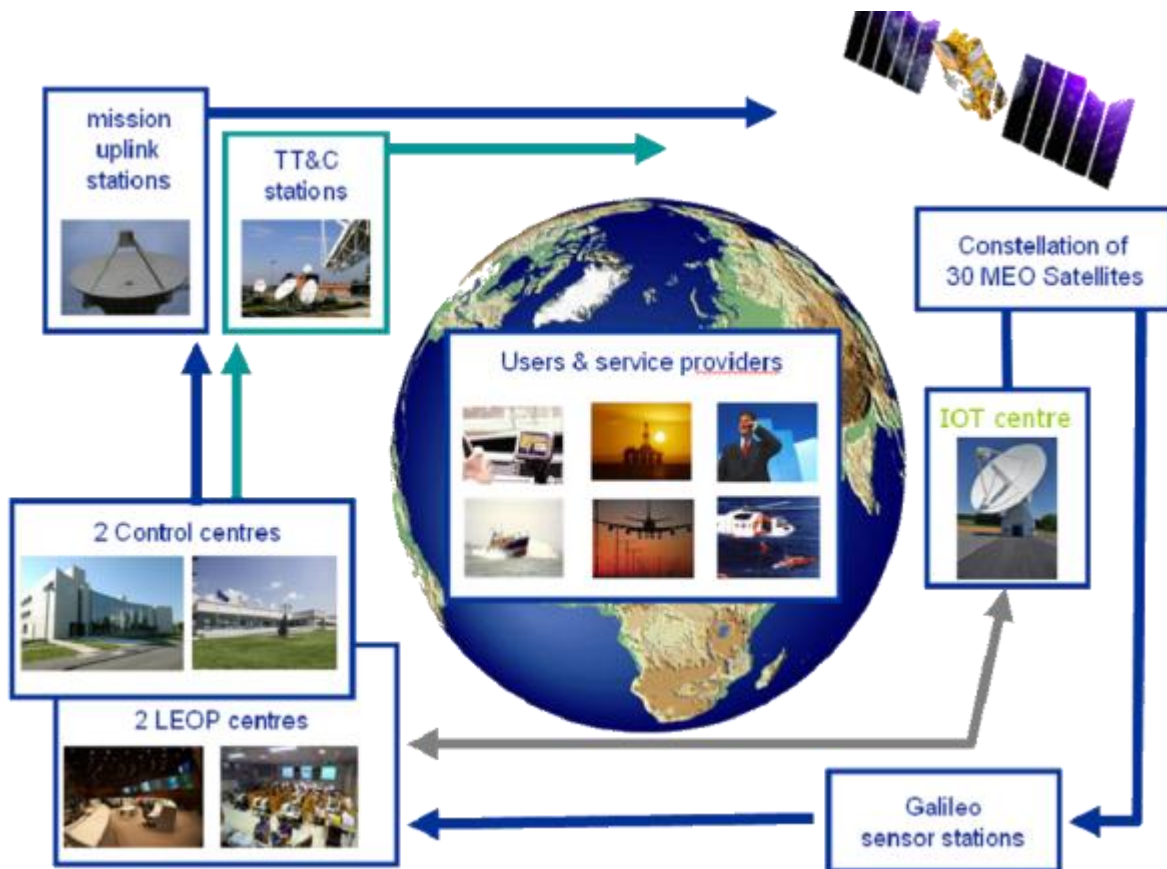 mission
uplink
stations
TT&C
stations
Constellation of
30 MEO Satellites
Users & service providers
IOT centre
2 Control centres
2 LEOP centres
Galileo
sensor stations